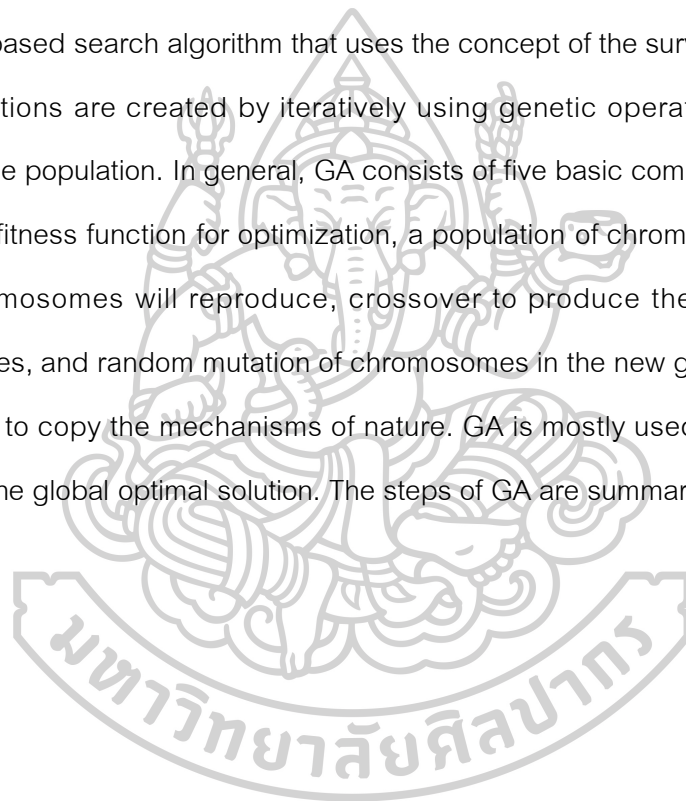 based search algorithm that uses the concept of the sur
tions are created by iteratively using genetic operat
e population. In general, GA consists of five basic com
fitness function for optimization, a population of chrom
mosomes will reproduce, crossover to produce the
es, and random mutation of chromosomes in the new g
to copy the mechanisms of nature. GA is mostly used
he global optimal solution. The steps of GA are summar
มหาวิทยาลัยศิลปากร